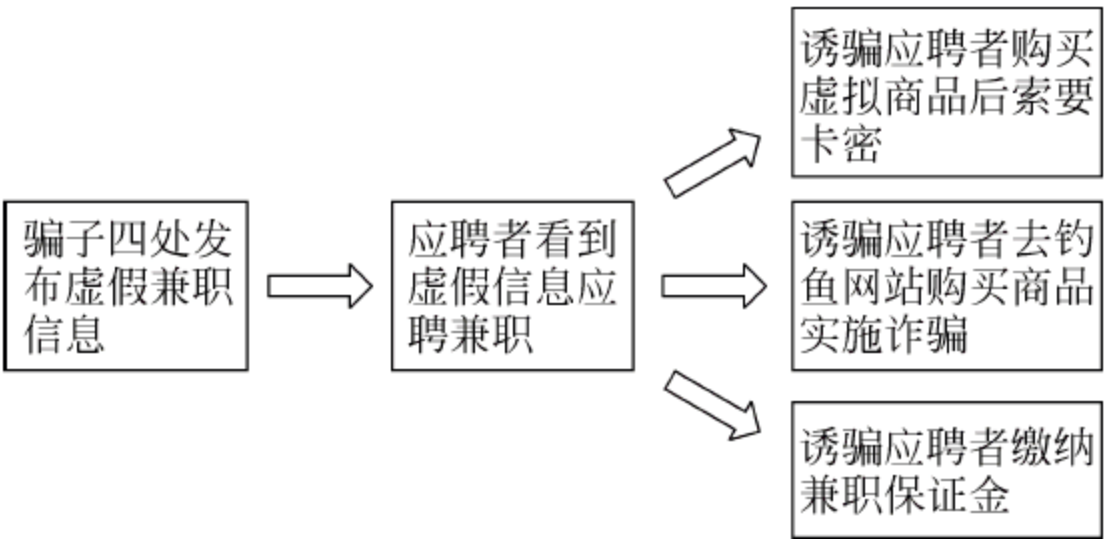 骗子四处发
布虚假兼职
信息
应聘者看到
虚假信息应
聘兼职
诱骗应聘者购买
虚拟商品后索要
卡密
诱骗应聘者去钓
鱼网站购买商品
实施诈骗
诱骗应聘者缴纳
兼职保证金